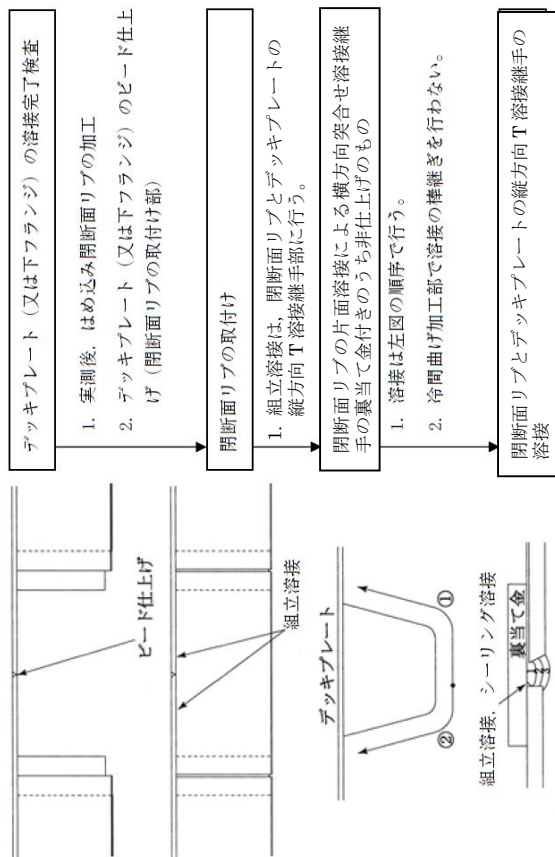 デッキプレート（又は下フランジ）の溶接完了検査
1. 実測後，はめ込み閉断面リブの加工
2. デッキプレート（又は下フランジ）のビード仕上
げ（閉断面リブの取付け部）
閉断面リブの取付け
1. 組立溶接は，閉断面リブとデッキプレートの
縦方向T溶接継手部に行う。
閉断面リブの片面溶接による横方向突合せ溶接継
手の裏当て金付きのうち非仕上げのもの
1. 溶接は左図の順序で行う。
2. 冷間曲げ加工部で溶接の棒継ぎを行わない。
閉断面リブとデッキプレートの縦方向T溶接継手の
溶接
ビード仕上げ
組立溶接
デッキプレート
①
②
組立溶接，シーリング溶接
裏当て金